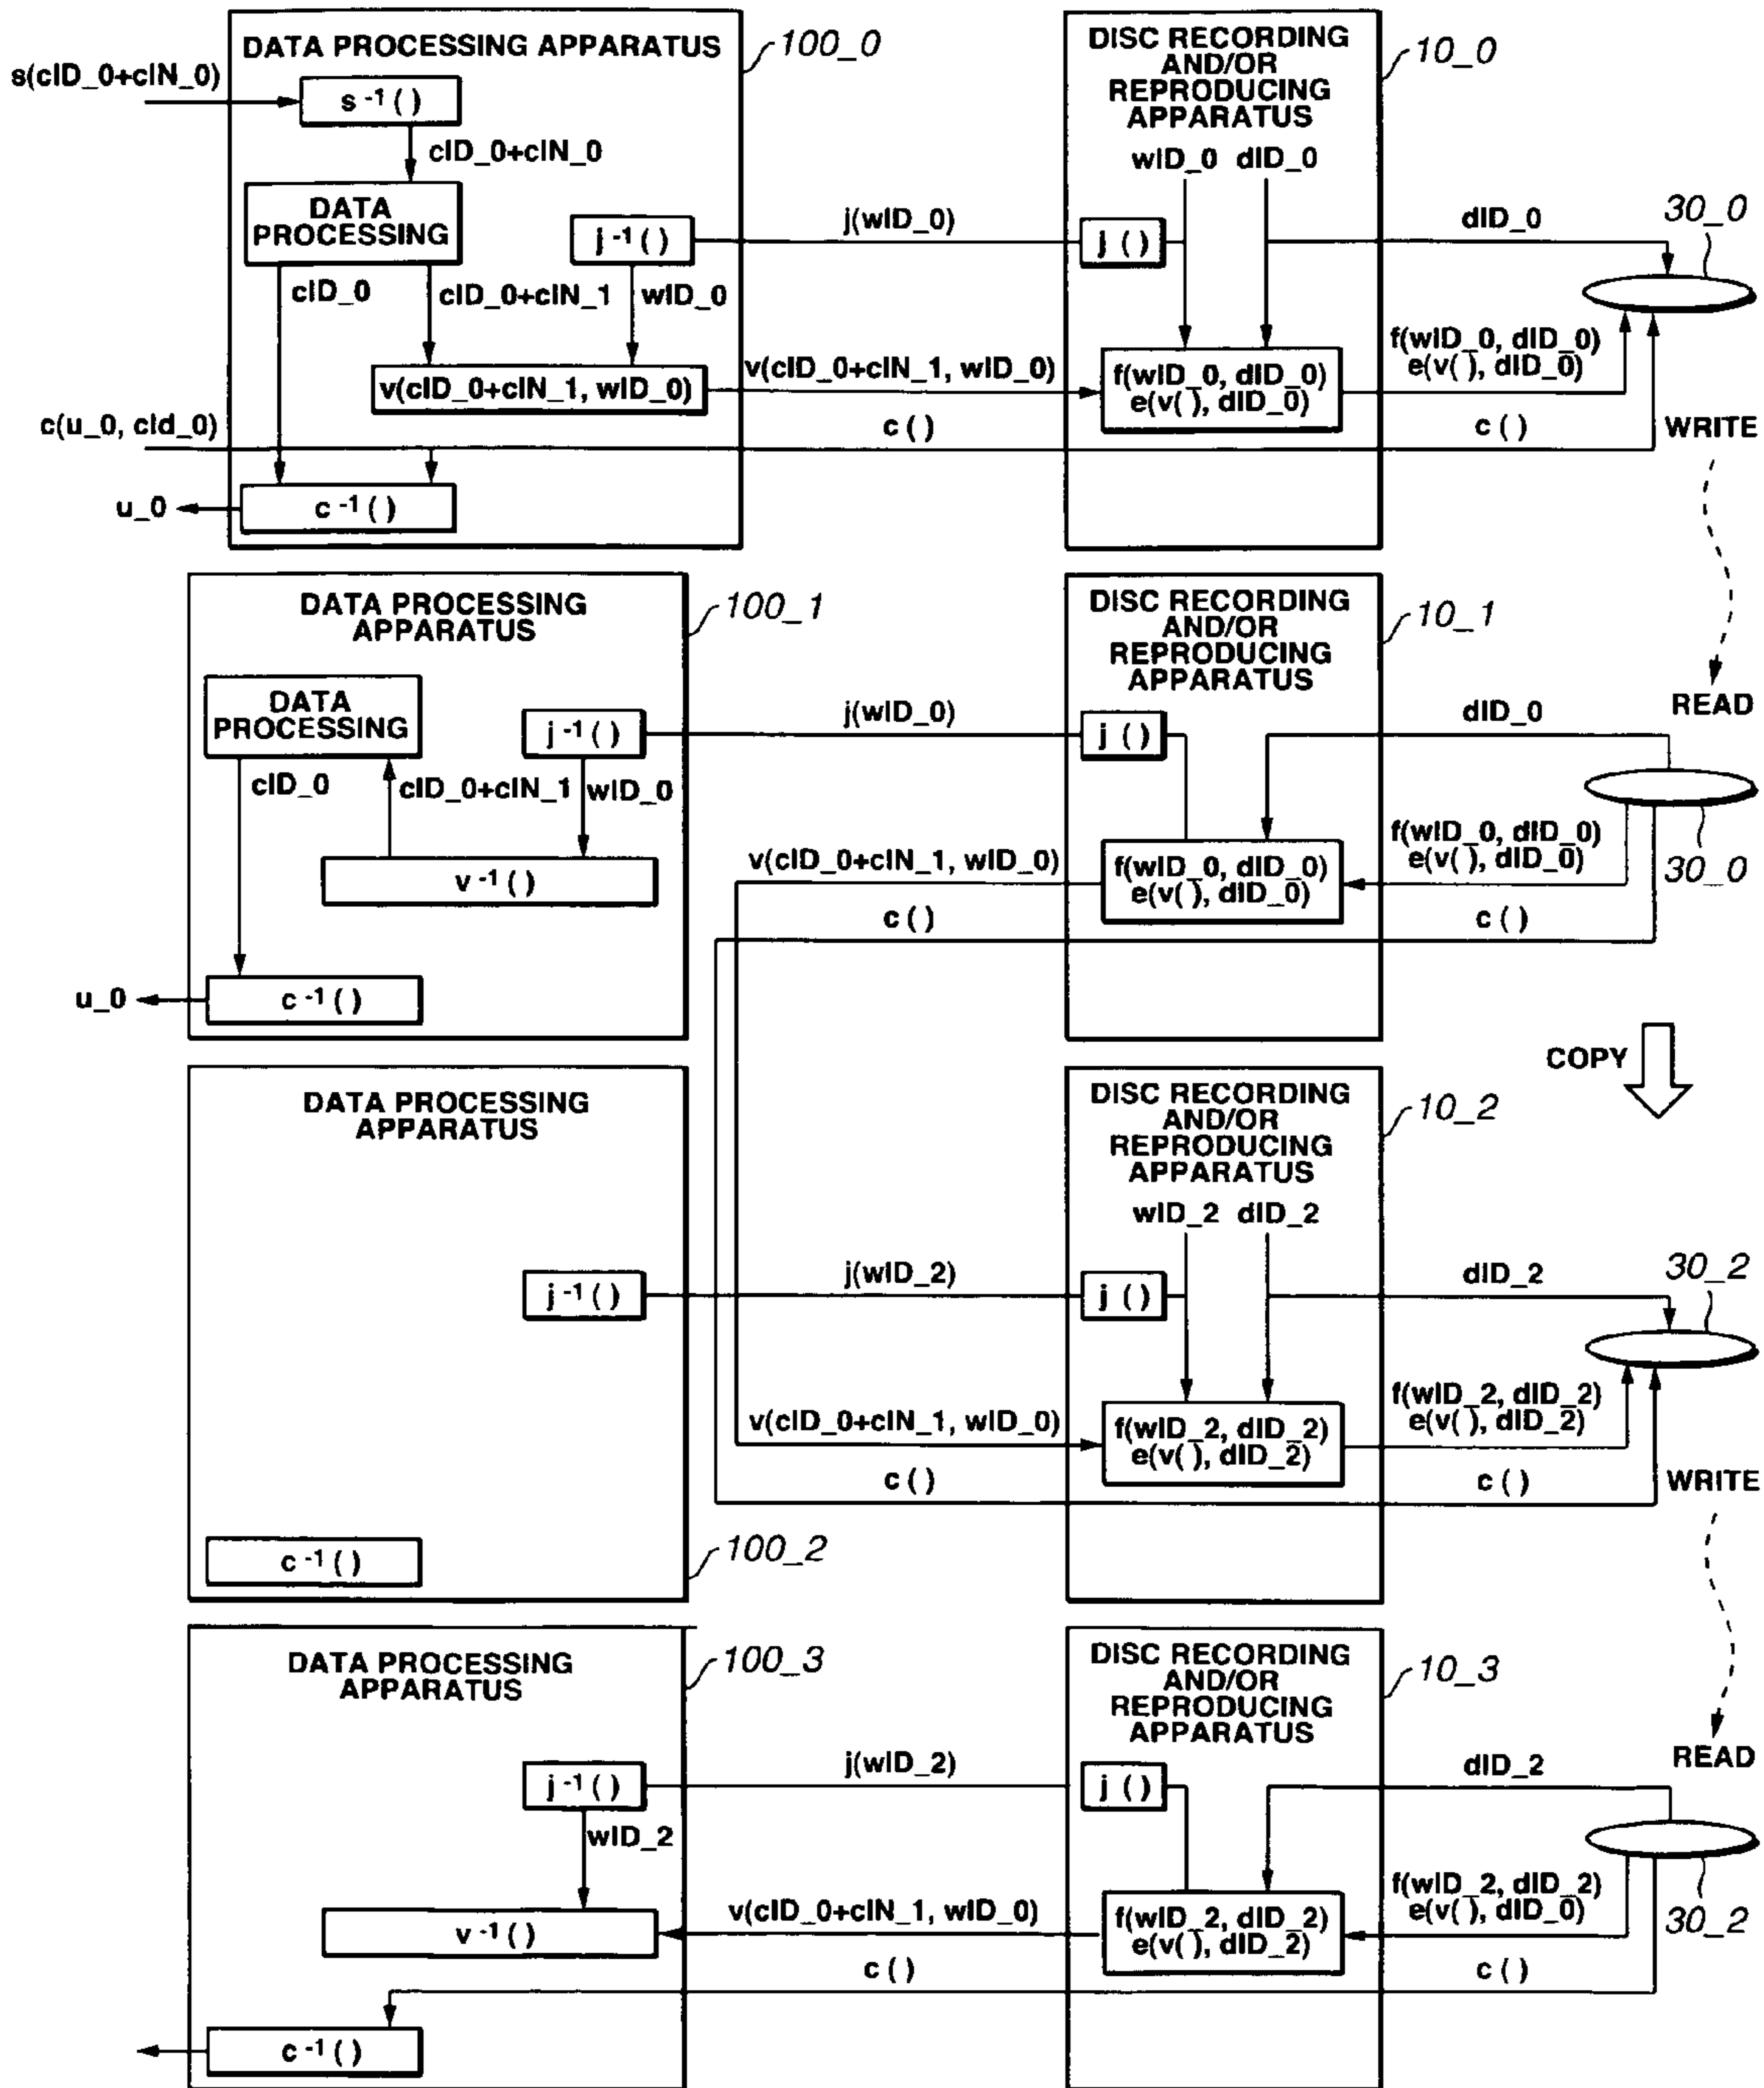 DATA PROCESSING APPARATUS
100_0
s(cID_0+cIN_0)
s -1 ( )
cID_0+cIN_0
DATA
PROCESSING
j -1 ( )
cID_0
cID_0+cIN_1
wID_0
v(cID_0+cIN_1, wID_0)
c(u_0, cId_0)
u_0
c -1 ( )
j(wID_0)
v(cID_0+cIN_1, wID_0)
c ( )
DISC RECORDING
AND/OR
REPRODUCING
APPARATUS
10_0
wID_0 dID_0
j ( )
f(wID_0, dID_0)
e(v( ), dID_0)
dID_0
30_0
f(wID_0, dID_0)
e(v( ), dID_0)
c ( )
WRITE
DATA PROCESSING
APPARATUS
100_1
DATA
PROCESSING
j -1 ( )
cID_0
cID_0+cIN_1
wID_0
v -1 ( )
u_0
c -1 ( )
j(wID_0)
v(cID_0+cIN_1, wID_0)
c ( )
DISC RECORDING
AND/OR
REPRODUCING
APPARATUS
10_1
j ( )
f(wID_0, dID_0)
e(v( ), dID_0)
READ
dID_0
f(wID_0, dID_0)
e(v( ), dID_0)
30_0
c ( )
COPY
DATA PROCESSING
APPARATUS
j -1 ( )
c -1 ( )
100_2
j(wID_2)
v(cID_0+cIN_1, wID_0)
c ( )
DISC RECORDING
AND/OR
REPRODUCING
APPARATUS
10_2
wID_2 dID_2
j ( )
f(wID_2, dID_2)
e(v( ), dID_2)
dID_2
30_2
f(wID_2, dID_2)
e(v( ), dID_2)
c ( )
WRITE
DATA PROCESSING
APPARATUS
100_3
j -1 ( )
wID_2
v -1 ( )
c -1 ( )
j(wID_2)
v(cID_0+cIN_1, wID_0)
c ( )
DISC RECORDING
AND/OR
REPRODUCING
APPARATUS
10_3
j ( )
f(wID_2, dID_2)
e(v( ), dID_2)
READ
dID_2
f(wID_2, dID_2)
e(v( ), dID_0)
30_2
c ( )